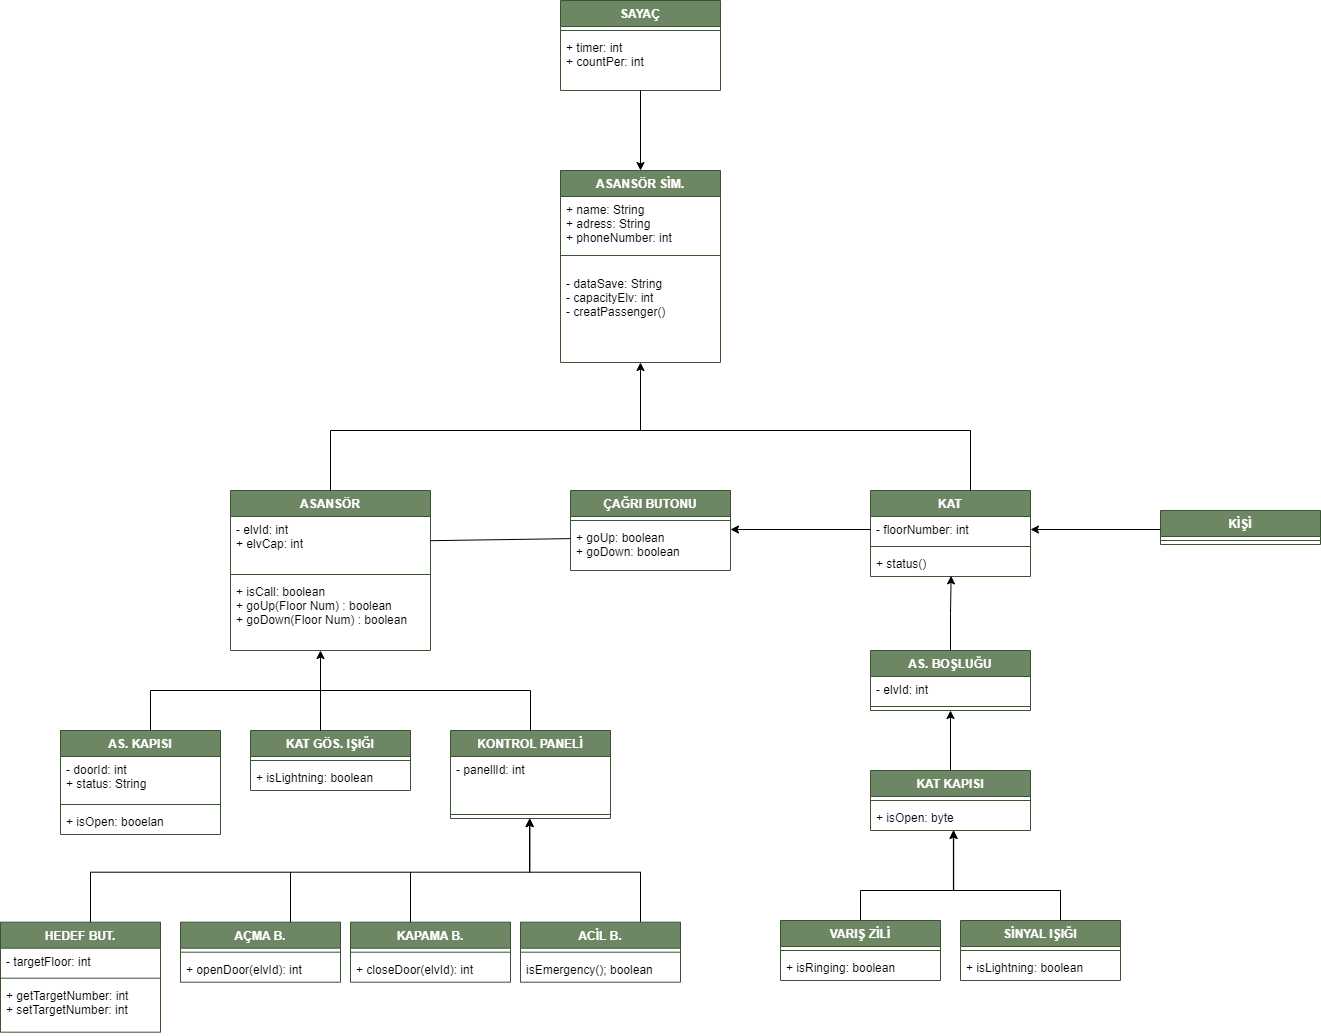 SAYAÇ
+ timer: int
+ countPer: int
ASANSÖR SİM.
+ name: String
+ adress: String
+ phoneNumber: int
- dataSave: String
- capacityElv: int
- creatPassenger()
ASANSÖR
- elvId: int
+ elvCap: int
+ isCall: boolean
+ goUp(Floor Num) : boolean
+ goDown(Floor Num) : boolean
ÇAĞRI BUTONU
+ goUp: boolean
+ goDown: boolean
KAT
- floorNumber: int
+ status()
KİŞİ
AS. BOŞLUĞU
- elvId: int
AS. KAPISI
- doorId: int
+ status: String
+ isOpen: booelan
KAT GÖS. IŞIĞI
+ isLightning: boolean
KONTROL PANELİ
- panelId: int
KAT KAPISI
+ isOpen: byte
HEDEF BUT.
- targetFloor: int
+ getTargetNumber: int
+ setTargetNumber: int
AÇMA B.
+ openDoor(elvId): int
KAPAMA B.
+ closeDoor(elvId): int
ACİL B.
isEmergency(); boolean
VARIŞ ZİLİ
+ isRinging: boolean
SİNYAL IŞIĞI
+ isLightning: boolean